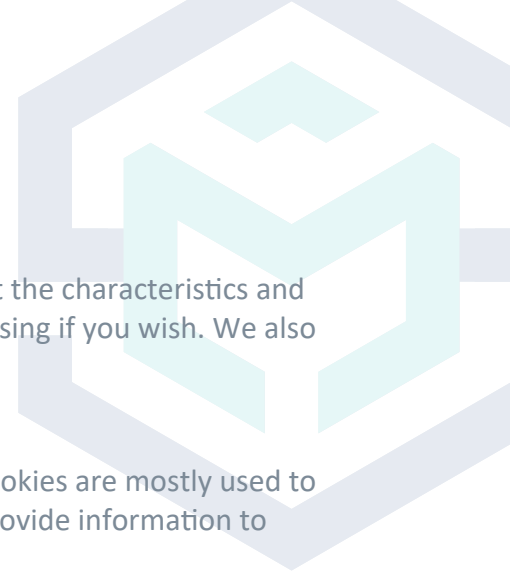 the characteristics and
sing if you wish. We also
okies are mostly used to
ovide information to